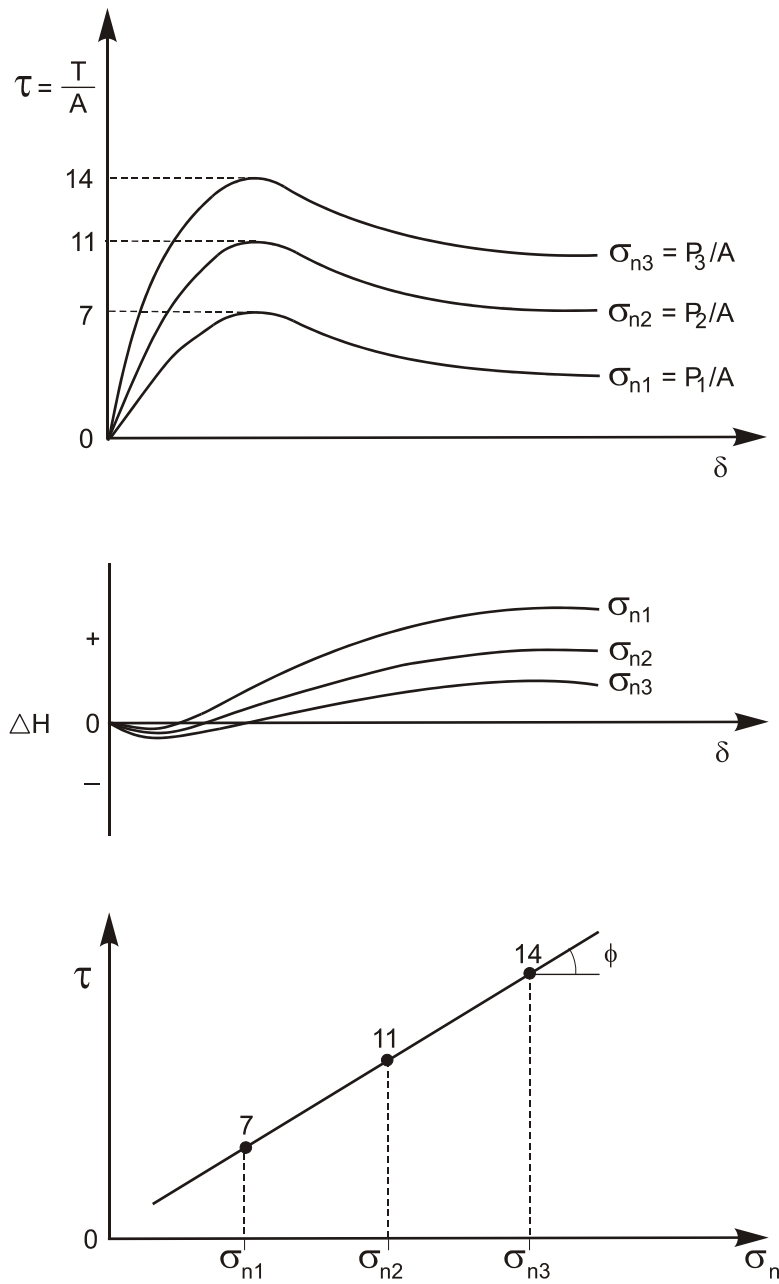 τ = T/A
14
11
7
0
σn3 = P3/A
σn2 = P2/A
σn1 = P1/A
δ
+
△H 0
–
σn1
σn2
σn3
δ
τ
14
ϕ
11
7
0
σn1 σn2 σn3 σn